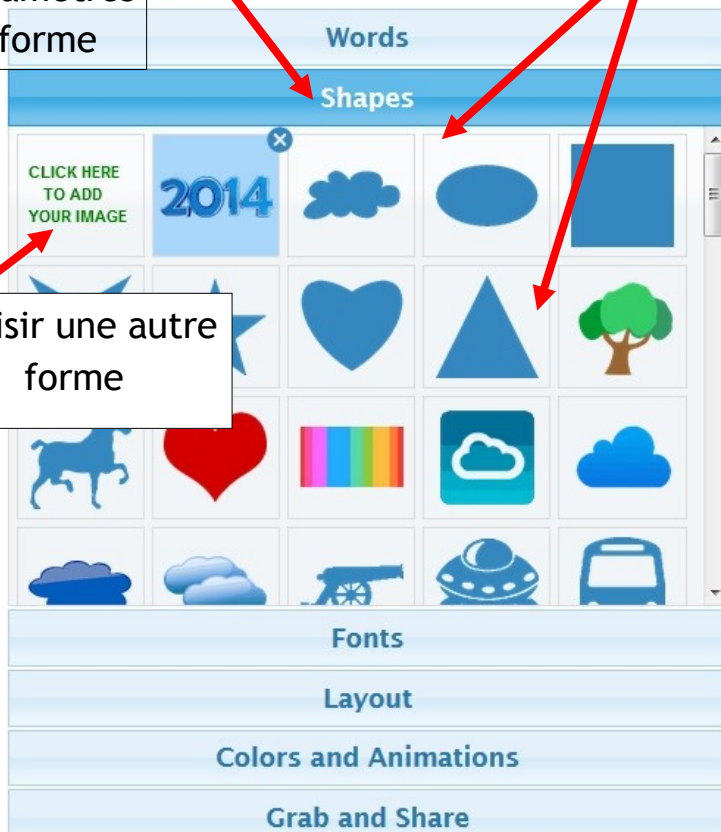 forme
Words
Shapes
CLICK HERE
TO ADD
YOUR IMAGE
2014
une autre
forme
Fonts
Layout
Colors and Animations
Grab and Share